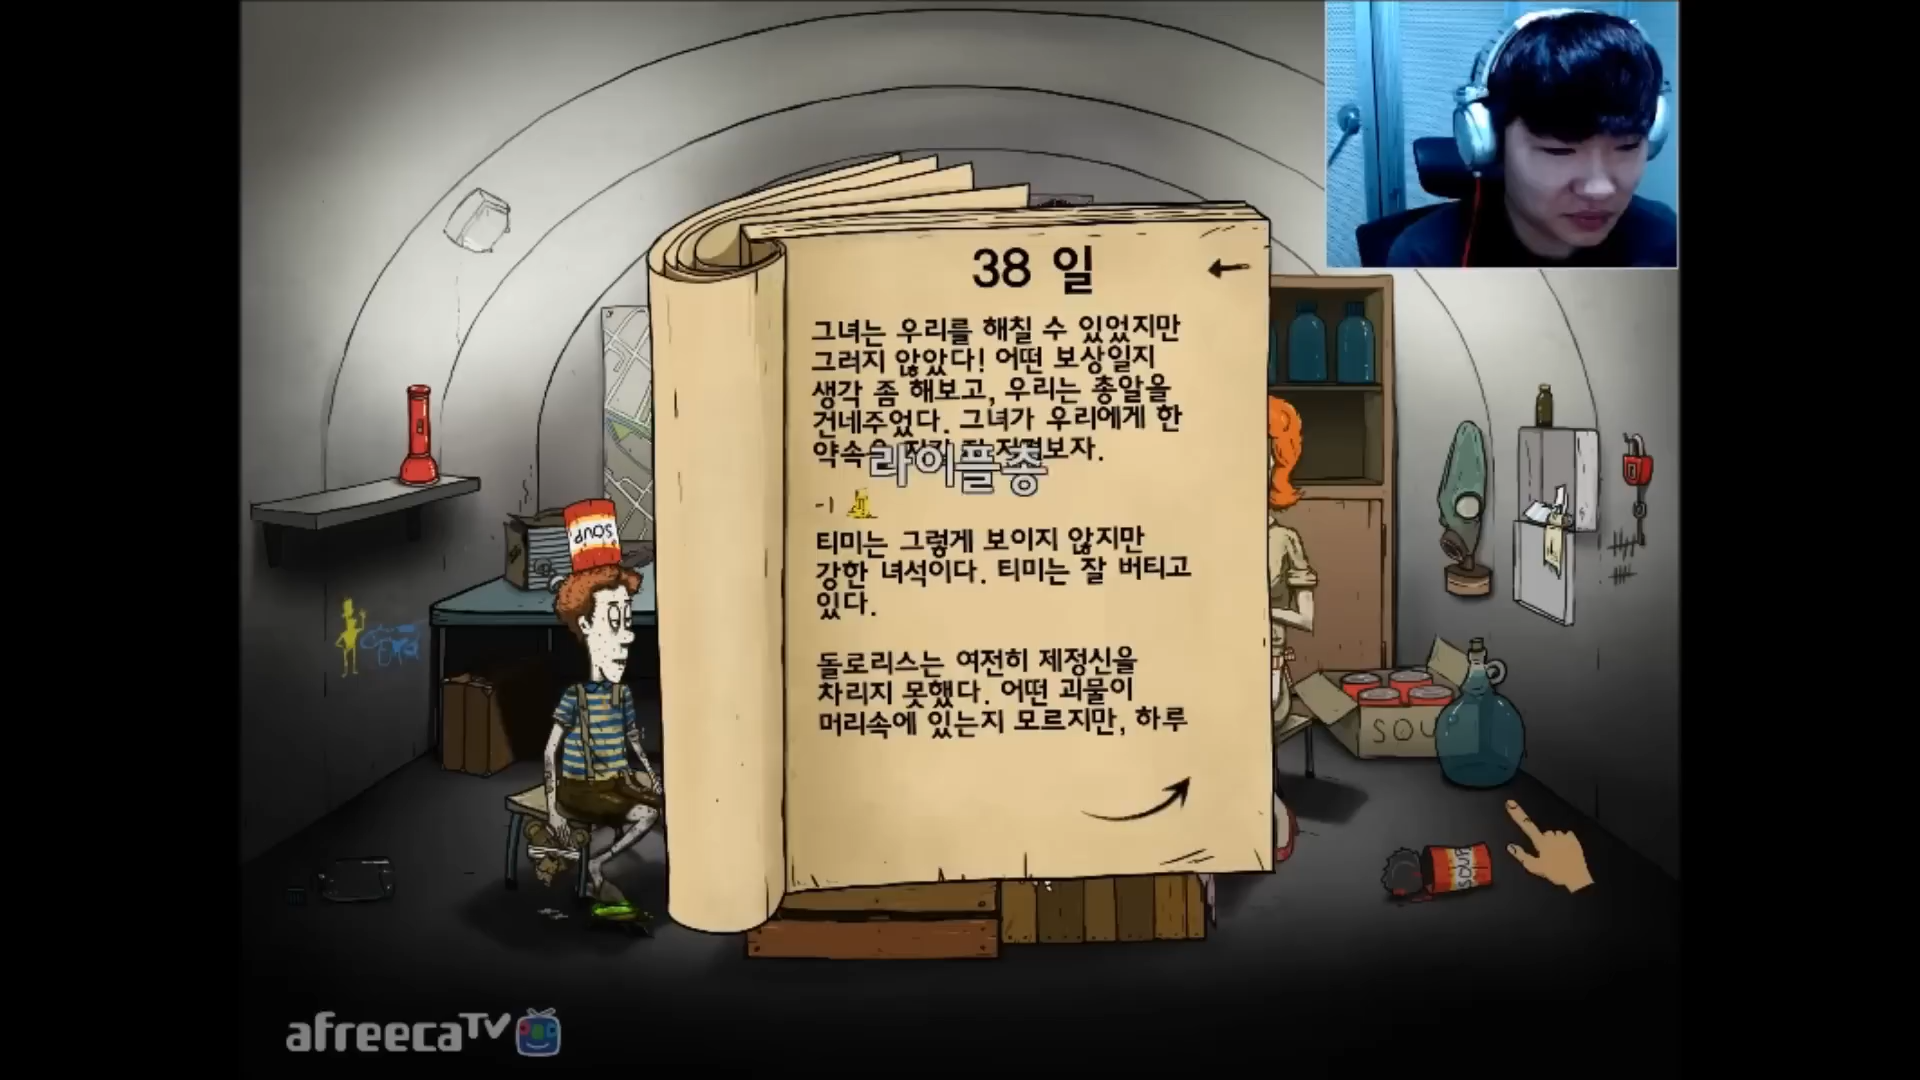 38 일
그녀는 우리를 해칠 수 있었지만
그러지 않았다! 어떤 보상일지
생각 좀 해보고, 우리는 총알을
건네주었다. 그녀가 우리에게 한
약속 보자.
라이플총
-1
티미는 그렇게 보이지 않지만
강한 녀석이다. 티미는 잘 버티고
있다.
돌로리스는 여전히 제정신을
차리지 못했다. 어떤 괴물이
머리속에 있는지 모르지만, 하루
SOUP
SOU
SOUP
afreecaTV